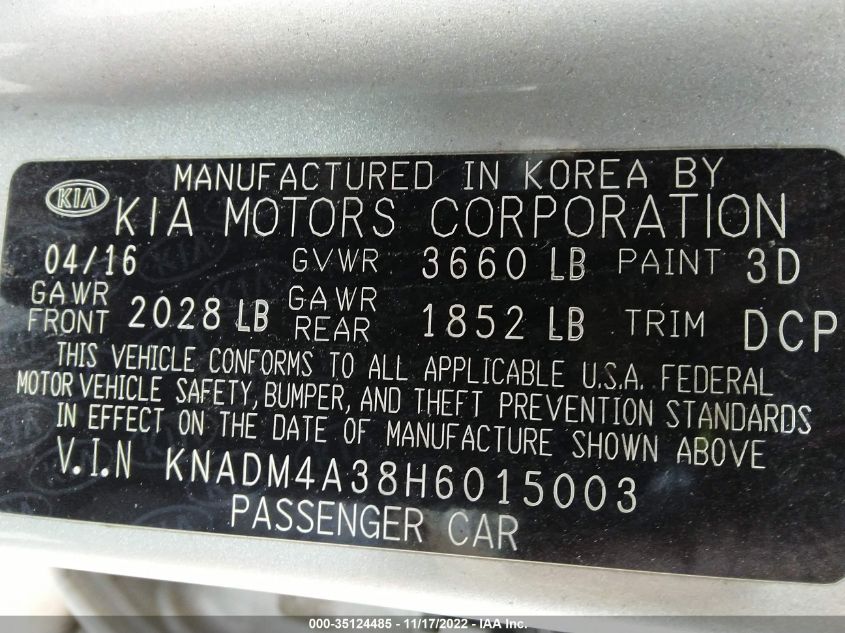 MANUFACTURED IN KOREA BY
KIA
KIA MOTORS CORPORATION
04/16 GVWR 3660 LB PAINT 3D
GAWR FRONT 2028 LB GAWR REAR 1852 LB TRIM DCP
THIS VEHICLE CONFORMS TO ALL APPLICABLE U.S.A. FEDERAL
MOTOR VEHICLE SAFETY, BUMPER, AND THEFT PREVENTION STANDARDS
IN EFFECT ON THE DATE OF MANUFACTURE SHOWN ABOVE
V.I.N KNADM4A38H6015003
PASSENGER CAR
000-35124485 - 11/17/2022 - IAA Inc.